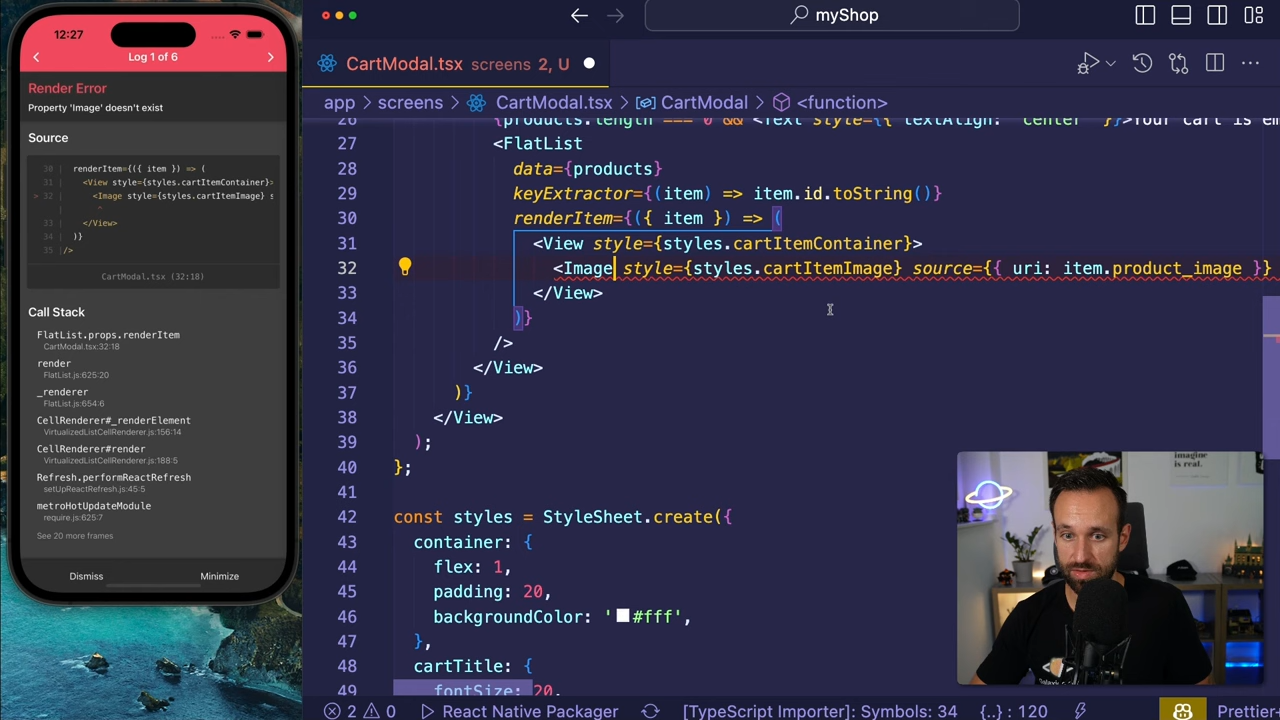 12:27
Log 1 of 6
Render Error
Property 'Image' doesn't exist
Source
30 | renderItem={({ item }) => (
31 | <View style={styles.cartItemContainer}>
> 32 | <Image style={styles.cartItemImage} s
| ^
33 | </View>
34 | )}
35 | />
CartModal.tsx (32:18)
Call Stack
FlatList.props.renderItem
CartModal.tsx:32:18
render
FlatList.js:625:20
_renderer
FlatList.js:654:6
CellRenderer#_renderElement
VirtualizedListCellRenderer.js:156:14
CellRenderer#render
VirtualizedListCellRenderer.js:188:5
Refresh.performReactRefresh
setUpReactRefresh.js:45:5
metroHotUpdateModule
require.js:625:7
See 20 more frames
Dismiss
Minimize
myShop
CartModal.tsx screens 2, U
app > screens > CartModal.tsx > CartModal > <function>
26 {products.length === 0 && <Text style={{ textAlign: 'center' }}>Your cart is em
27 <FlatList
28 data={products}
29 keyExtractor={(item) => item.id.toString()}
30 renderItem={({ item }) => (
31 <View style={styles.cartItemContainer}>
32 <Image style={styles.cartItemImage} source={{ uri: item.product_image }}
33 </View>
34 )}
35 />
36 </View>
37 )}
38 </View>
39 );
40 };
41
42 const styles = StyleSheet.create({
43 container: {
44 flex: 1,
45 padding: 20,
46 backgroundColor: '#fff',
47 },
48 cartTitle: {
49 fontSize: 20,
imagine
is real.
2 0 React Native Packager [TypeScript Importer]: Symbols: 34 {..} : 120 Prettier-